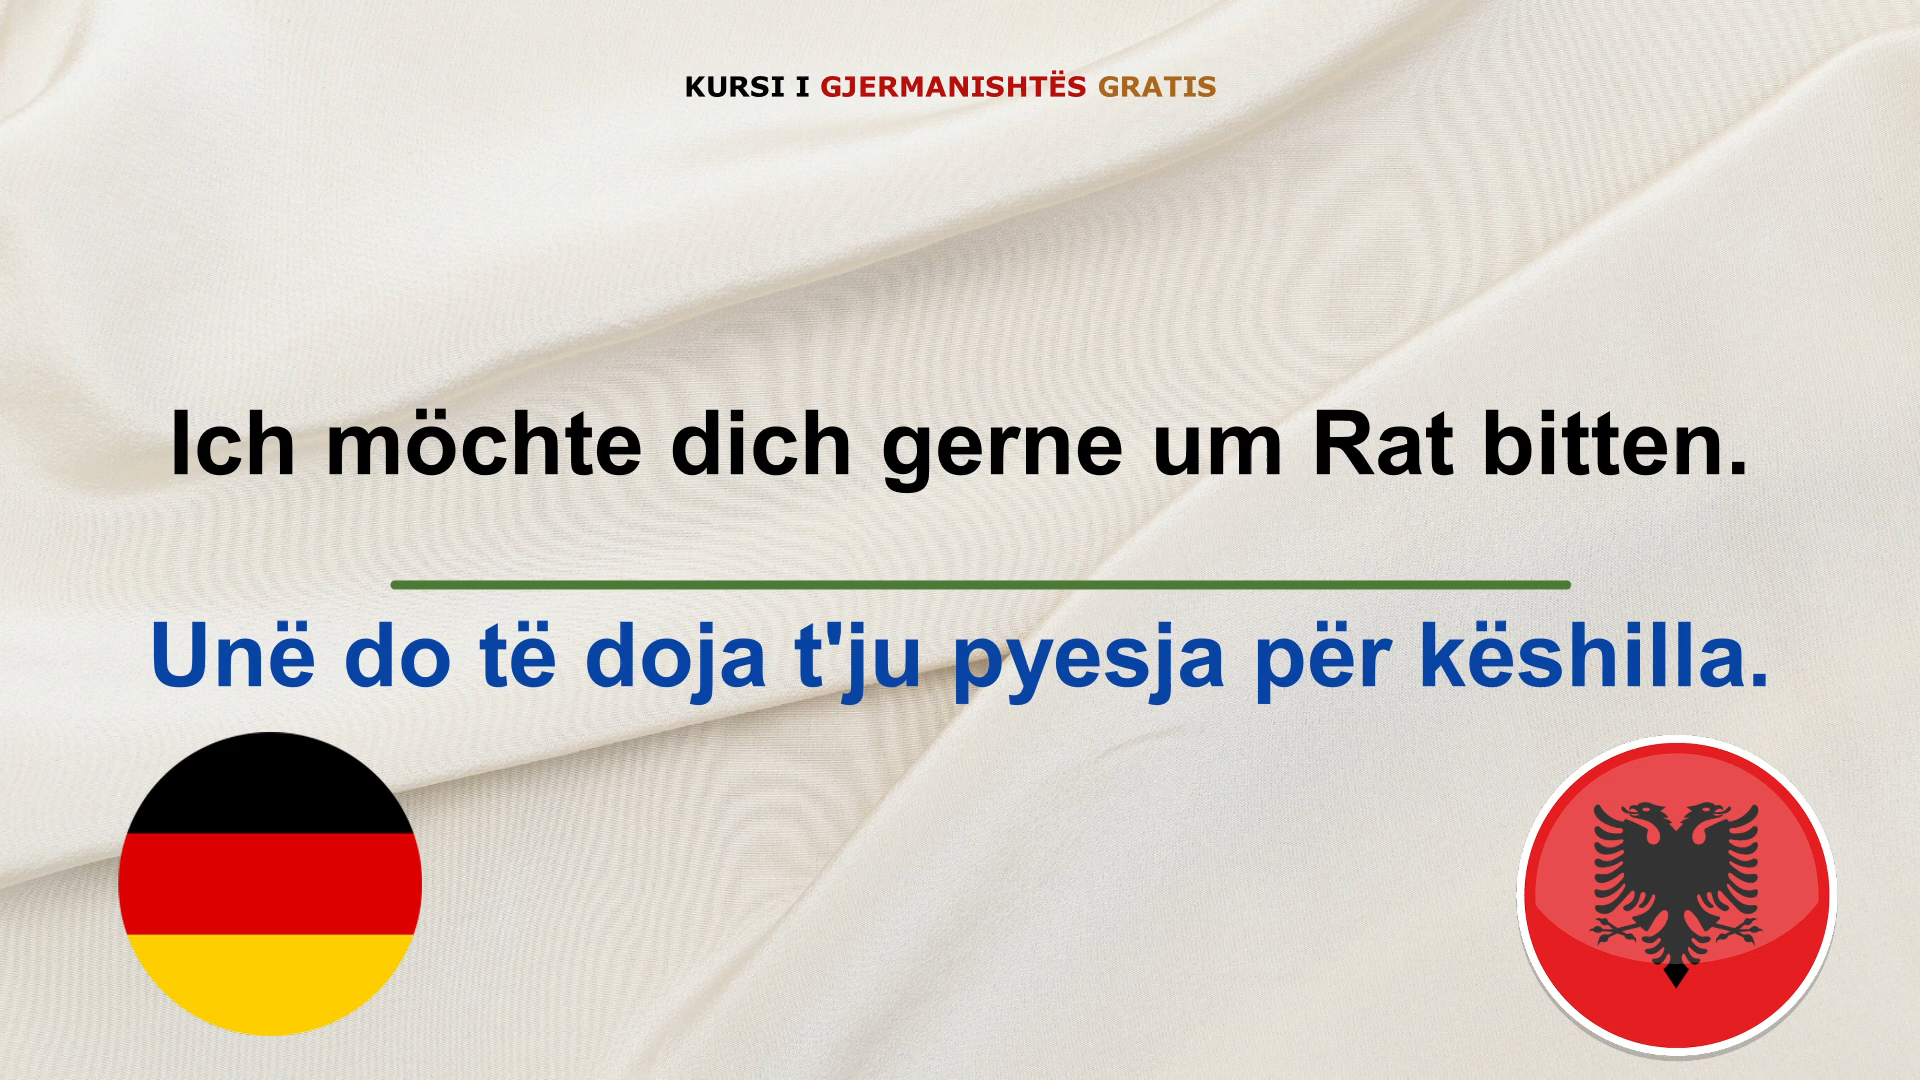 KURSI I GJERMANISHTËS GRATIS
Ich möchte dich gerne um Rat bitten.
Unë do të doja t'ju pyesja për këshilla.